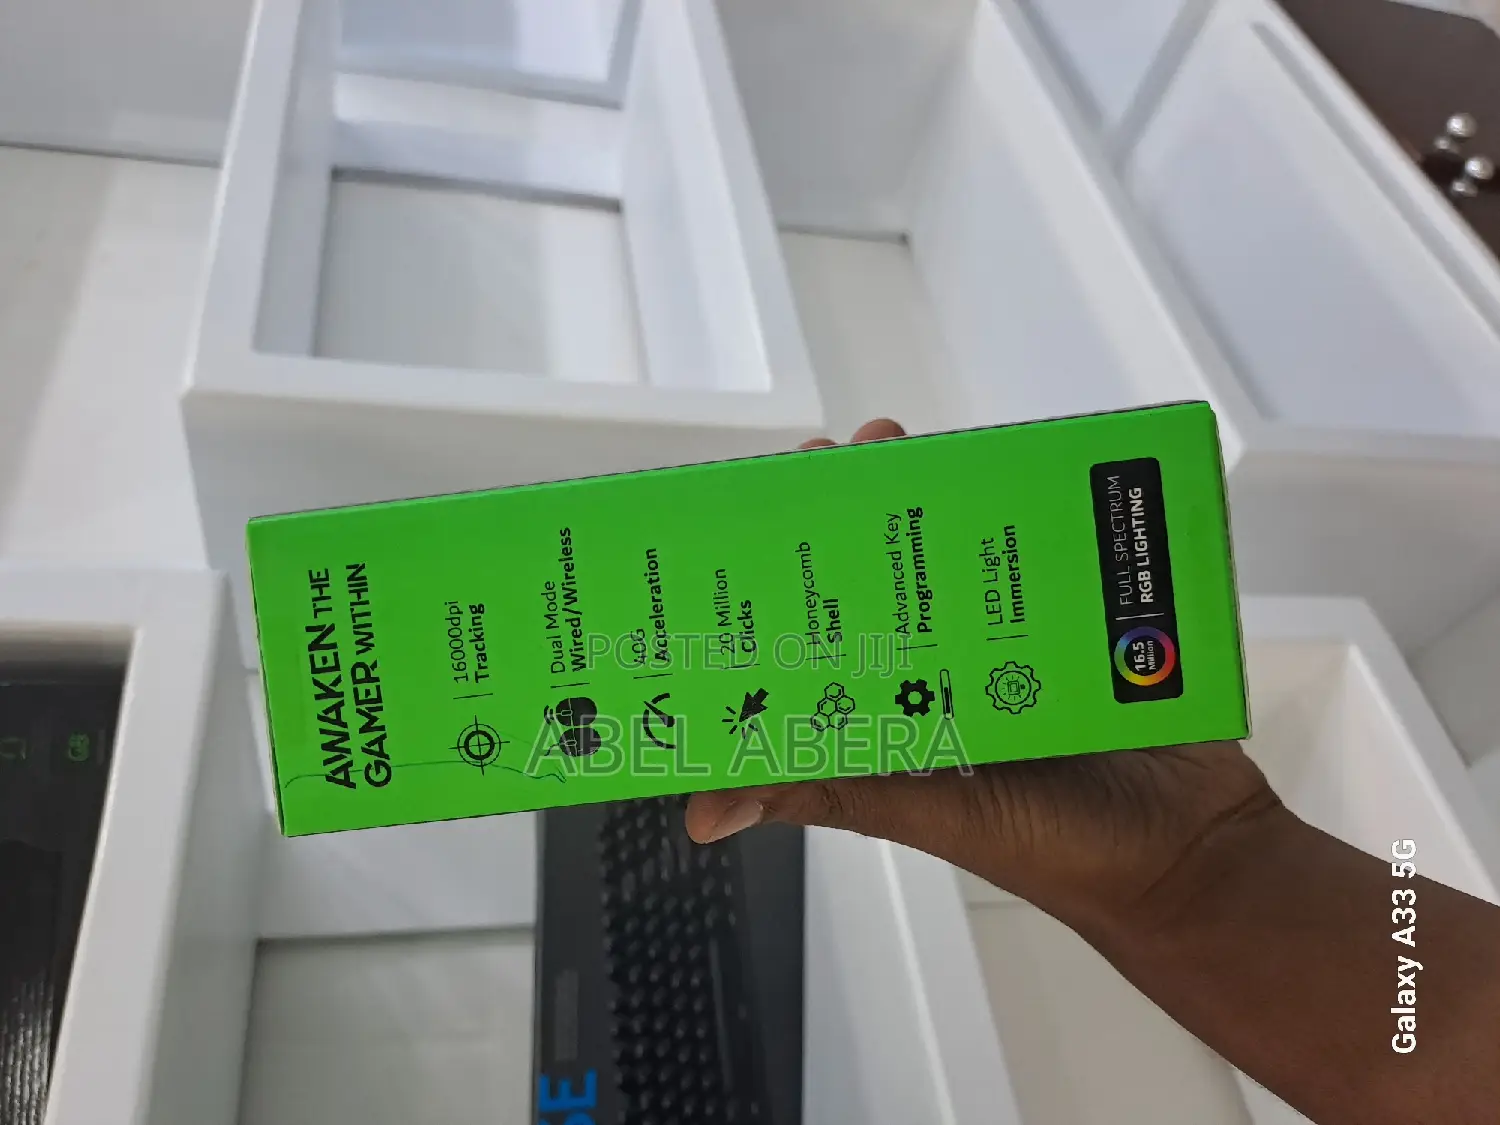 AWAKEN THE
GAMER WITHIN
16000dpi
Tracking
Dual Mode
Wired/Wireless
40G
Acceleration
20 Million
Clicks
Honeycomb
Shell
Advanced Key
Programming
LED Light
Immersion
16.5
Million
FULL SPECTRUM
RGB LIGHTING
POSTED ON JIJI
ABEL ABERA
Galaxy A33 5G